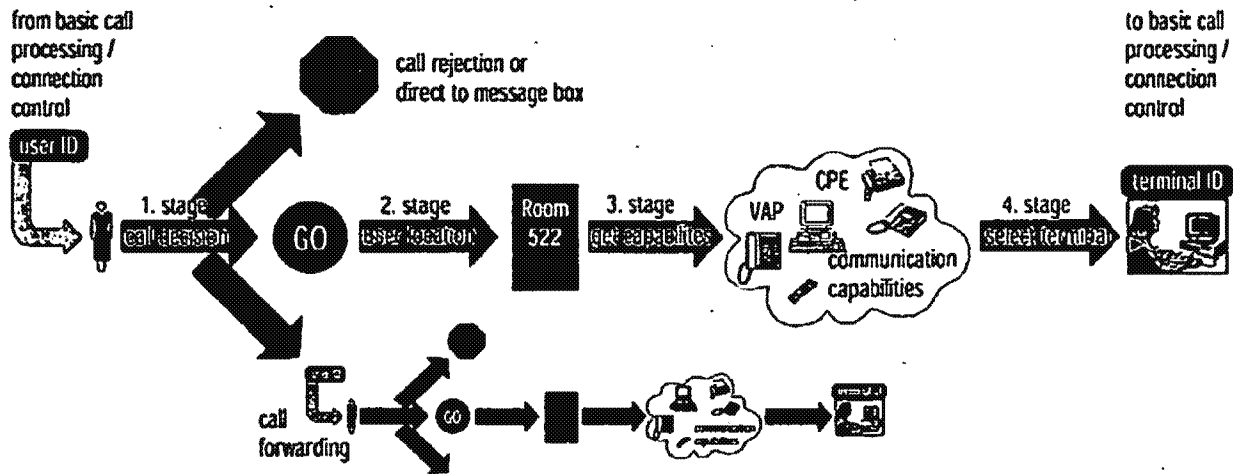 from basic call
processing /
connection
control
user ID
call rejection or
direct to message box
to basic call
processing /
connection
control
terminal ID
1. stage
call decision
GO
2. stage
user location
Room
522
3. stage
get capabilites
CPE
VAP
communication
capabilities
4. stage
select terminal
call
forwarding
GO
communication
capabilities